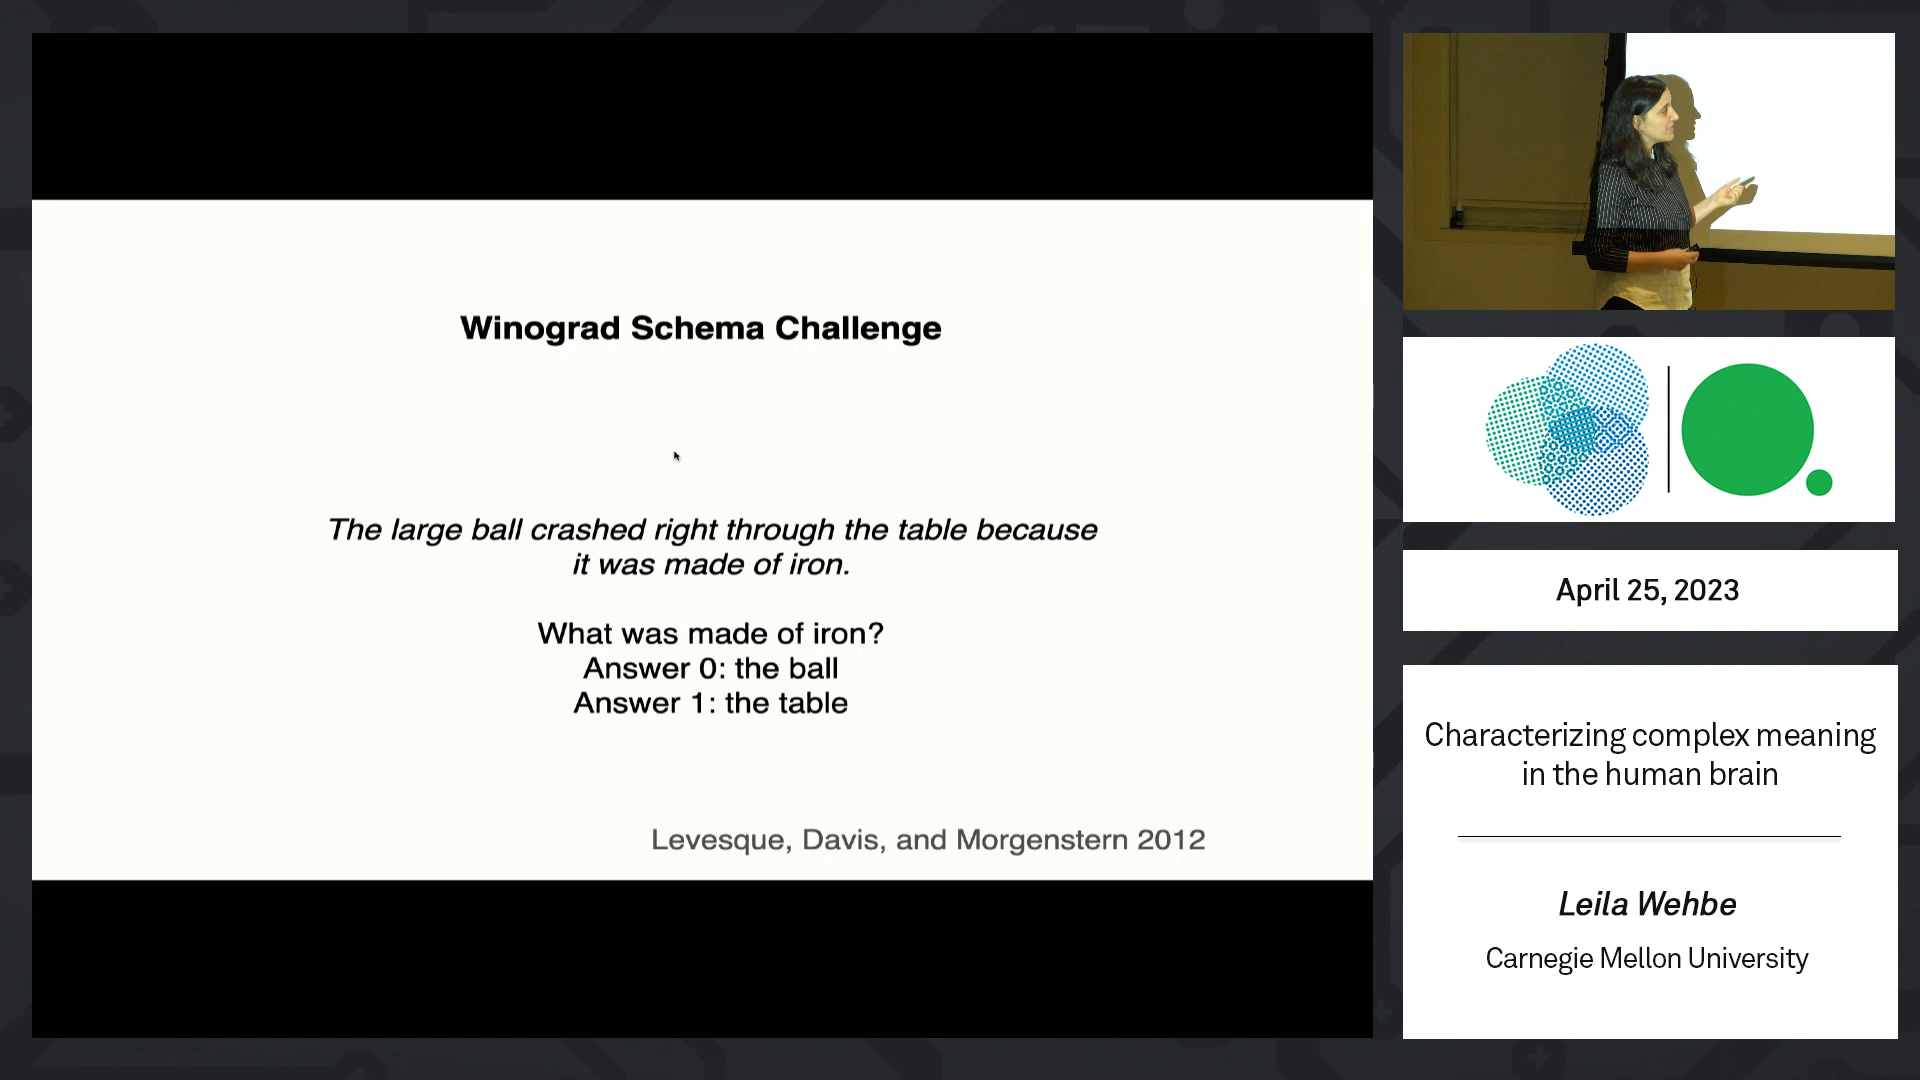 Winograd Schema Challenge
The large ball crashed right through the table because
it was made of iron.
What was made of iron?
Answer 0: the ball
Answer 1: the table
Levesque, Davis, and Morgenstern 2012
April 25, 2023
Characterizing complex meaning
in the human brain
Leila Wehbe
Carnegie Mellon University